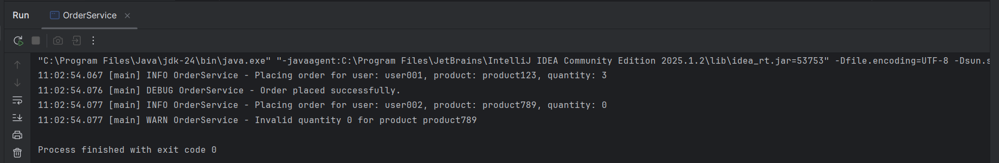 Run OrderService
"C:\Program Files\Java\jdk-24\bin\java.exe" "-javaagent:C:\Program Files\JetBrains\IntelliJ IDEA Community Edition 2025.1.2\lib\idea_rt.jar=53753" -Dfile.encoding=UTF-8 -Dsun.s
11:02:54.067 [main] INFO OrderService - Placing order for user: user001, product: product123, quantity: 3
11:02:54.076 [main] DEBUG OrderService - Order placed successfully.
11:02:54.077 [main] INFO OrderService - Placing order for user: user002, product: product789, quantity: 0
11:02:54.077 [main] WARN OrderService - Invalid quantity 0 for product product789
Process finished with exit code 0